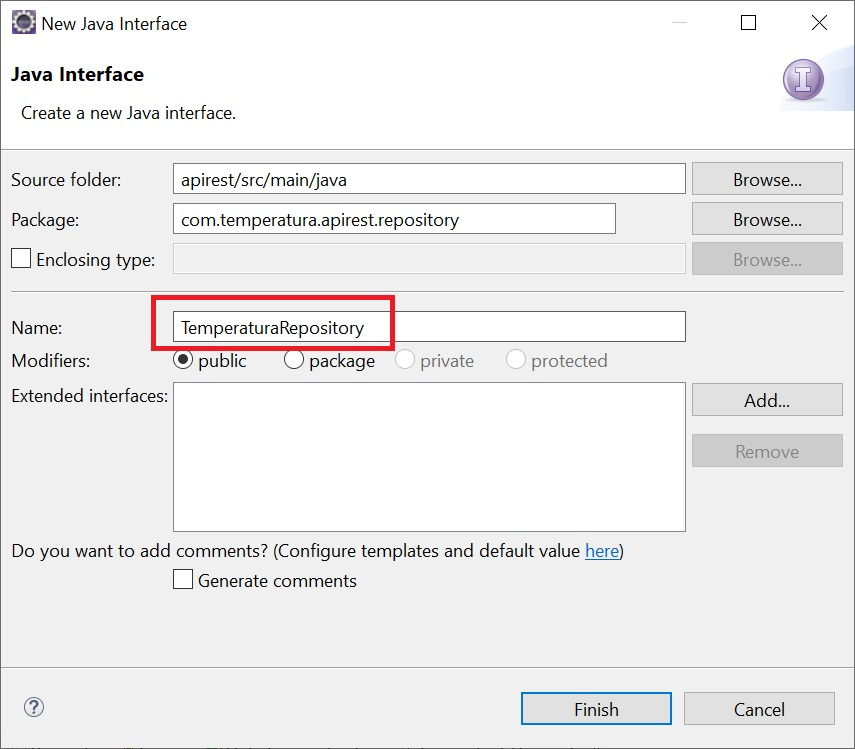 New Java Interface
Java Interface
Create a new Java interface.
Source folder: apirest/src/main/java Browse...
Package: com.temperatura.apirest.repository Browse...
Enclosing type: Browse...
Name: TemperaturaRepository
Modifiers: public package private protected
Extended interfaces: Add...
Remove
Do you want to add comments? (Configure templates and default value here)
Generate comments
? Finish Cancel